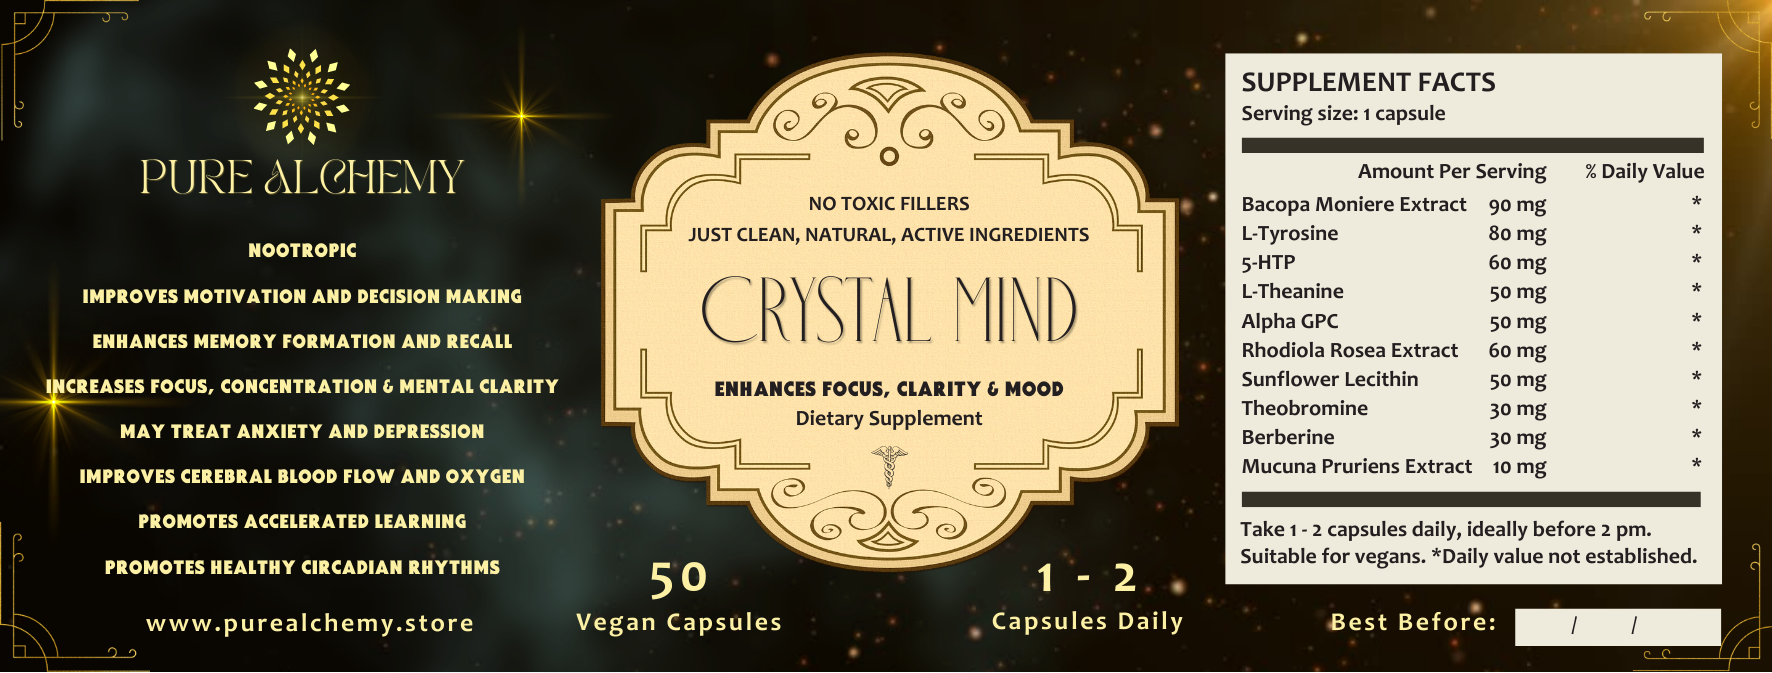 PURE ALCHEMY
NOOTROPIC
IMPROVES MOTIVATION AND DECISION MAKING
ENHANCES MEMORY FORMATION AND RECALL
INCREASES FOCUS, CONCENTRATION & MENTAL CLARITY
MAY TREAT ANXIETY AND DEPRESSION
IMPROVES CEREBRAL BLOOD FLOW AND OXYGEN
PROMOTES ACCELERATED LEARNING
PROMOTES HEALTHY CIRCADIAN RHYTHMS
www.purealchemy.store
NO TOXIC FILLERS
JUST CLEAN, NATURAL, ACTIVE INGREDIENTS
CRYSTAL MIND
ENHANCES FOCUS, CLARITY & MOOD
Dietary Supplement
50
Vegan Capsules
1 - 2
Capsules Daily
SUPPLEMENT FACTS
Serving size: 1 capsule
Amount Per Serving % Daily Value
Bacopa Moniere Extract 90 mg *
L-Tyrosine 80 mg *
5-HTP 60 mg *
L-Theanine 50 mg *
Alpha GPC 50 mg *
Rhodiola Rosea Extract 60 mg *
Sunflower Lecithin 50 mg *
Theobromine 30 mg *
Berberine 30 mg *
Mucuna Pruriens Extract 10 mg *
Take 1 - 2 capsules daily, ideally before 2 pm.
Suitable for vegans. *Daily value not established.
Best Before: / /